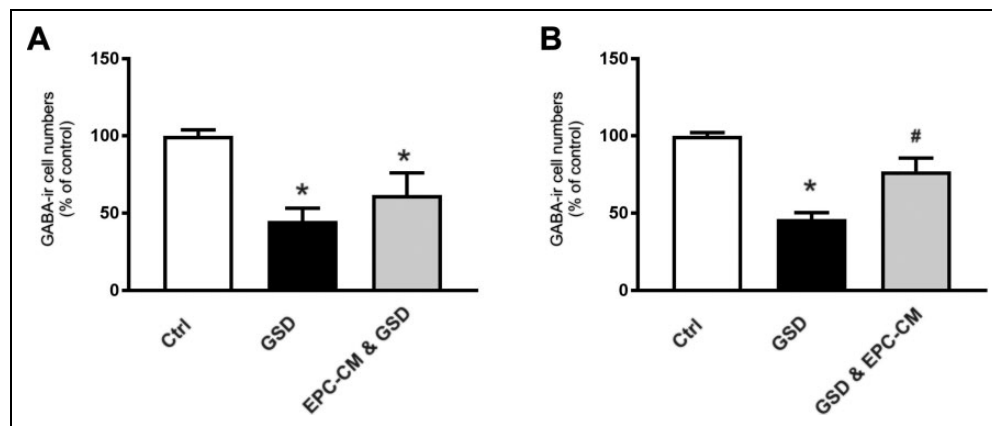 A
GABA-ir cell numbers
(% of control)
150
100
50
0
*
*
Ctrl
GSD
EPC-CM & GSD
B
GABA-ir cell numbers
(% of control)
150
100
50
0
*
#
Ctrl
GSD
GSD & EPC-CM